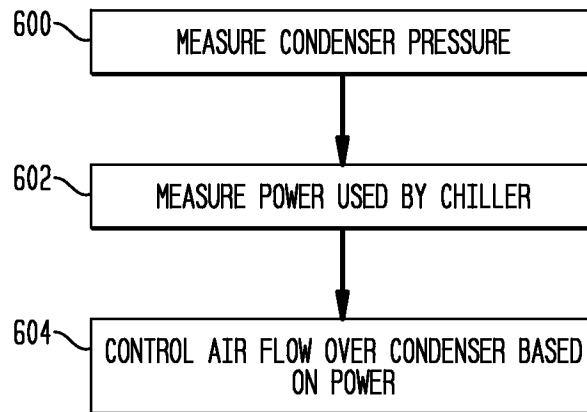 600
MEASURE CONDENSER PRESSURE
602
MEASURE POWER USED BY CHILLER
604
CONTROL AIR FLOW OVER CONDENSER BASED
ON POWER